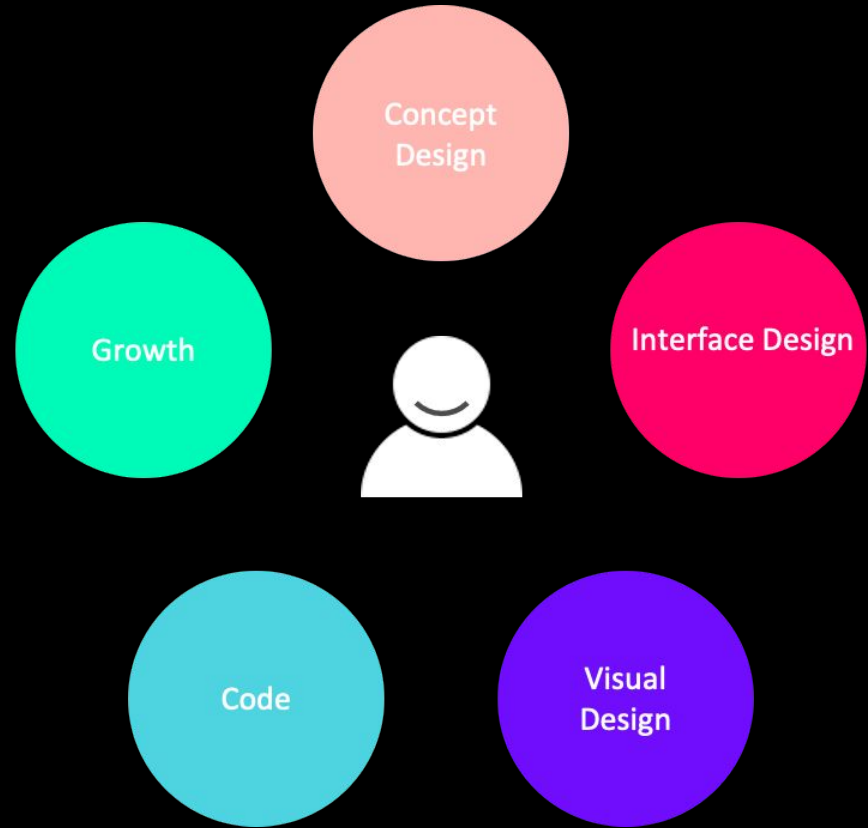 Concept
Design
Growth
Interface Design
Code
Visual
Design